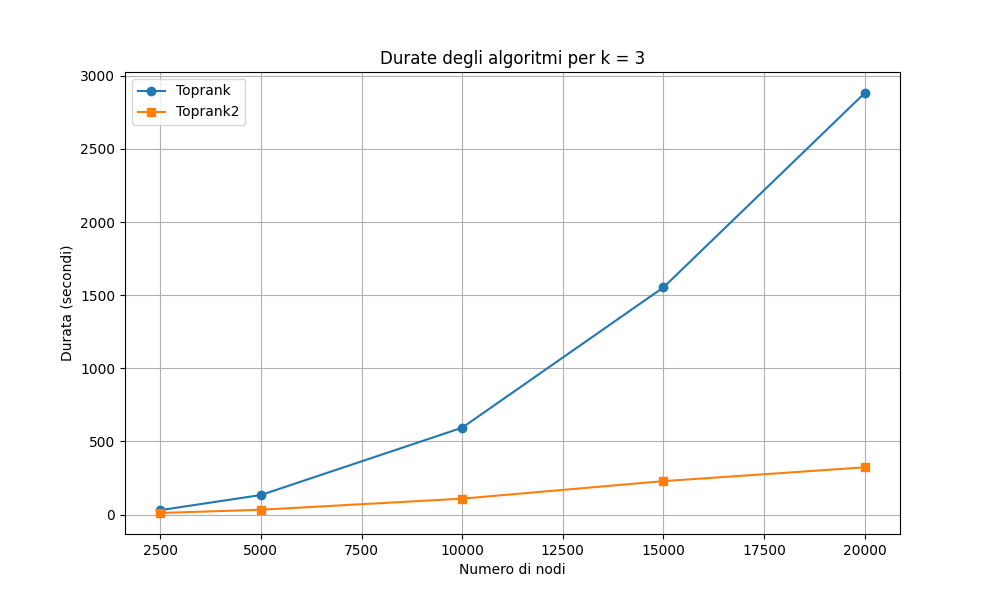 Durate degli algoritmi per k = 3
Toprank
Toprank2
3000
2500
2000
1500
1000
500
0
Durata (secondi)
2500 5000 7500 10000 12500 15000 17500 20000
Numero di nodi